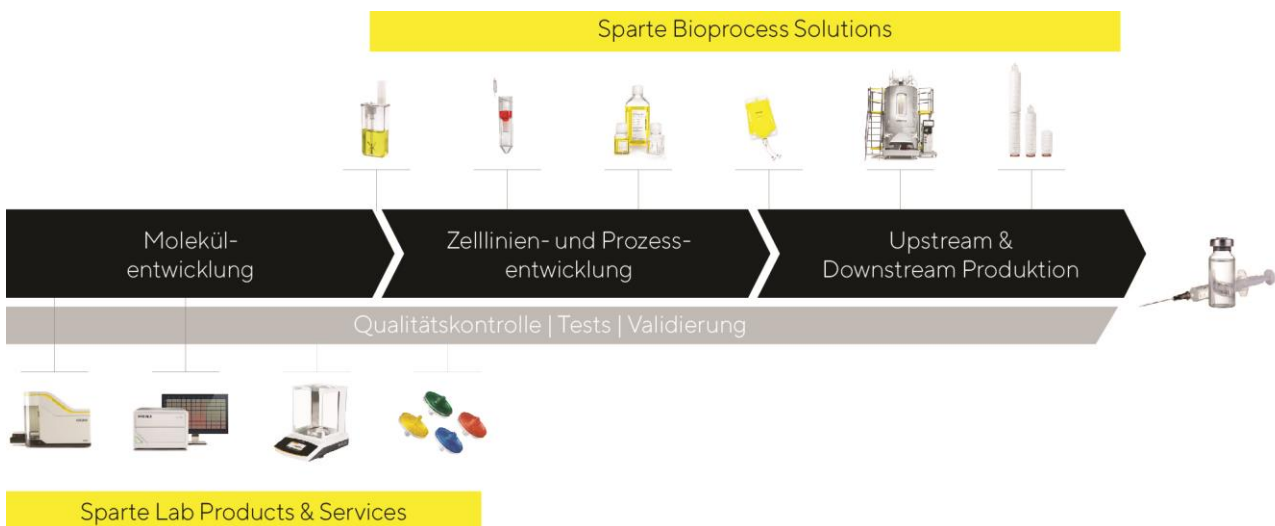 Sparte Bioprocess Solutions
Molekül-
entwicklung
Zelllinien- und Prozess-
entwicklung
Upstream &
Downstream Produktion
Qualitätskontrolle | Tests | Validierung
Sparte Lab Products & Services